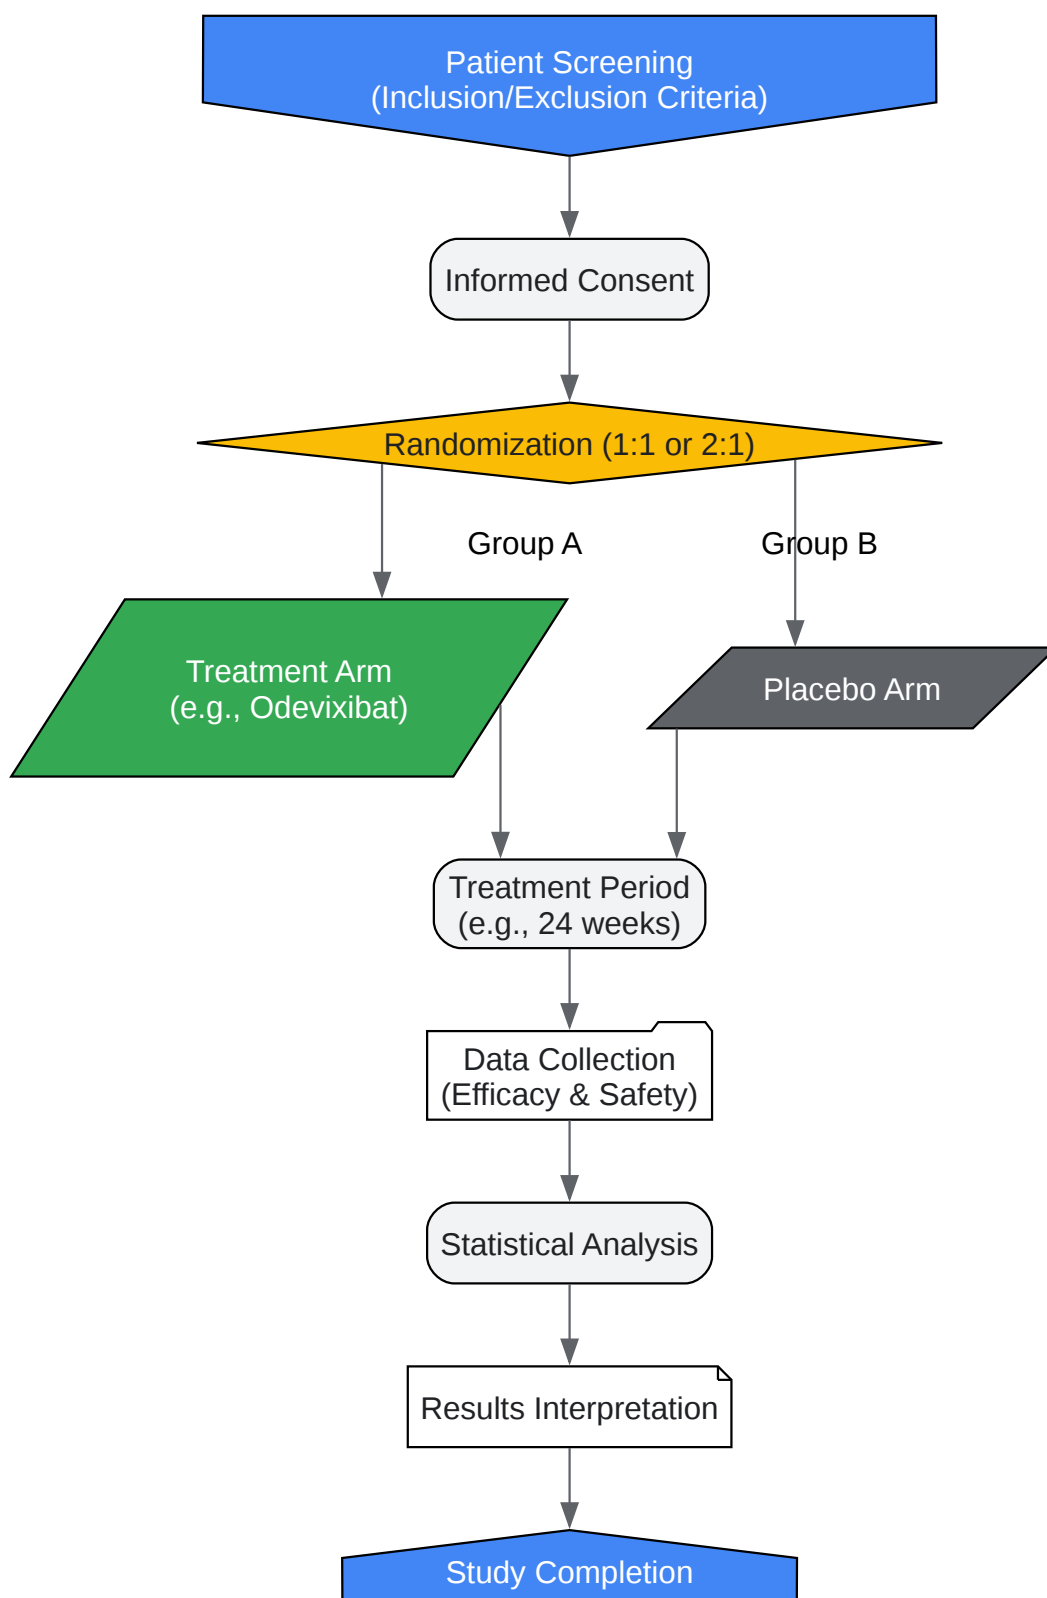 Patient Screening
(Inclusion/Exclusion Criteria)
Informed Consent
Randomization (1:1 or 2:1)
Group A
Group B
Treatment Arm
(e.g., Odevixibat)
Placebo Arm
Treatment Period
(e.g., 24 weeks)
Data Collection
(Efficacy & Safety)
Statistical Analysis
Results Interpretation
Study Completion